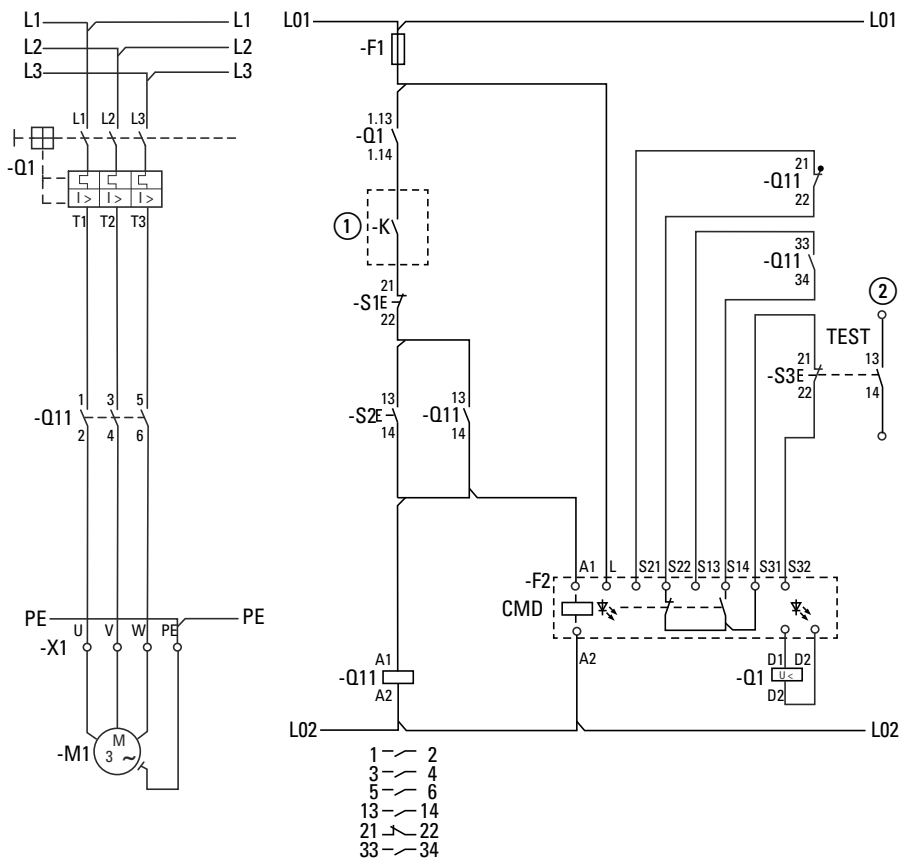 L1 L1
L2 L2
L3 L3
L1 L2 L3
-Q1
I > I > I >
T1 T2 T3
1 3 5
-Q11
2 4 6
PE PE
U V W PE
-X1
M
3 ~
-M1
L01 L01
-F1
1.13
-Q1
1.14
1 -K
21
-S1E
22
13 13
-S2E -Q11
14 14
21
-Q11
22
33
-Q11
34
2
TEST
21 13
-S3E
22 14
A1 L S21 S22 S13 S14 S31 S32
-F2
CMD
A2
D1 D2
-Q1 U <
D2
A1
-Q11
A2
L02 L02
1 2
3 4
5 6
13 14
21 22
33 34